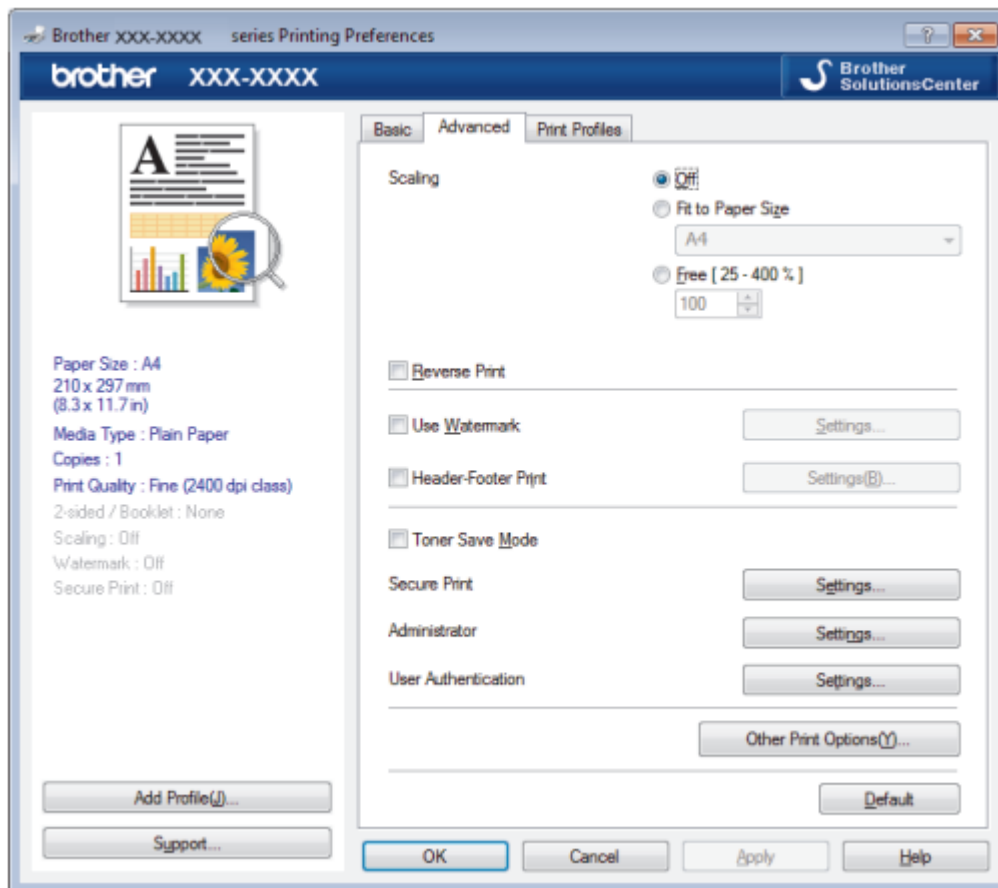 Brother XXX-XXXX series Printing Preferences
brother XXX-XXXX
Brother
SolutionsCenter
A
Paper Size : A4
210 x 297 mm
(8.3 x 11.7 in)
Media Type : Plain Paper
Copies : 1
Print Quality : Fine (2400 dpi class)
2-sided / Booklet : None
Scaling : Off
Watermark : Off
Secure Print : Off
Add Profile(J)...
Support...
Basic Advanced Print Profiles
Scaling
Off
Fit to Paper Size
A4
Free [ 25 - 400 % ]
100
Reverse Print
Use Watermark Settings...
Header-Footer Print Settings(B)...
Toner Save Mode
Secure Print Settings...
Administrator Settings...
User Authentication Settings...
Other Print Options(Y)...
Default
OK Cancel Apply Help